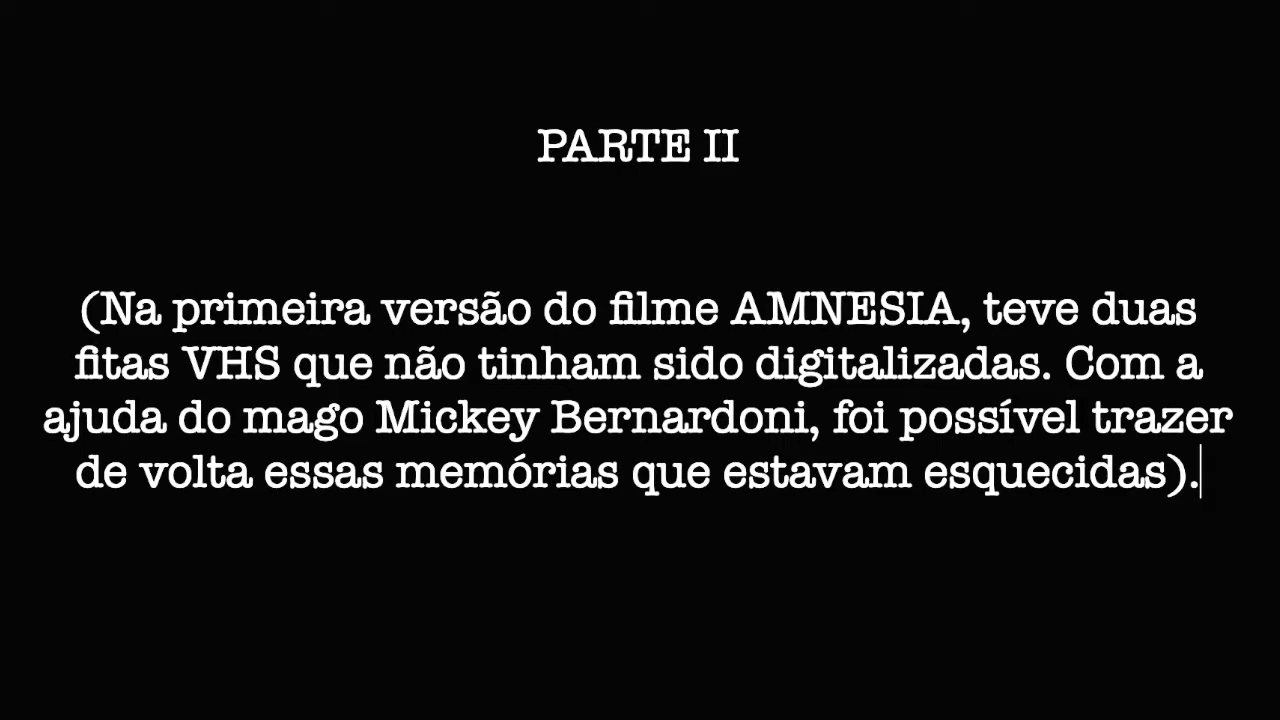 PARTE II
(Na primeira versão do filme AMNESIA, teve duas
fitas VHS que não tinham sido digitalizadas. Com a
ajuda do mago Mickey Bernardoni, foi possível trazer
de volta essas memórias que estavam esquecidas).